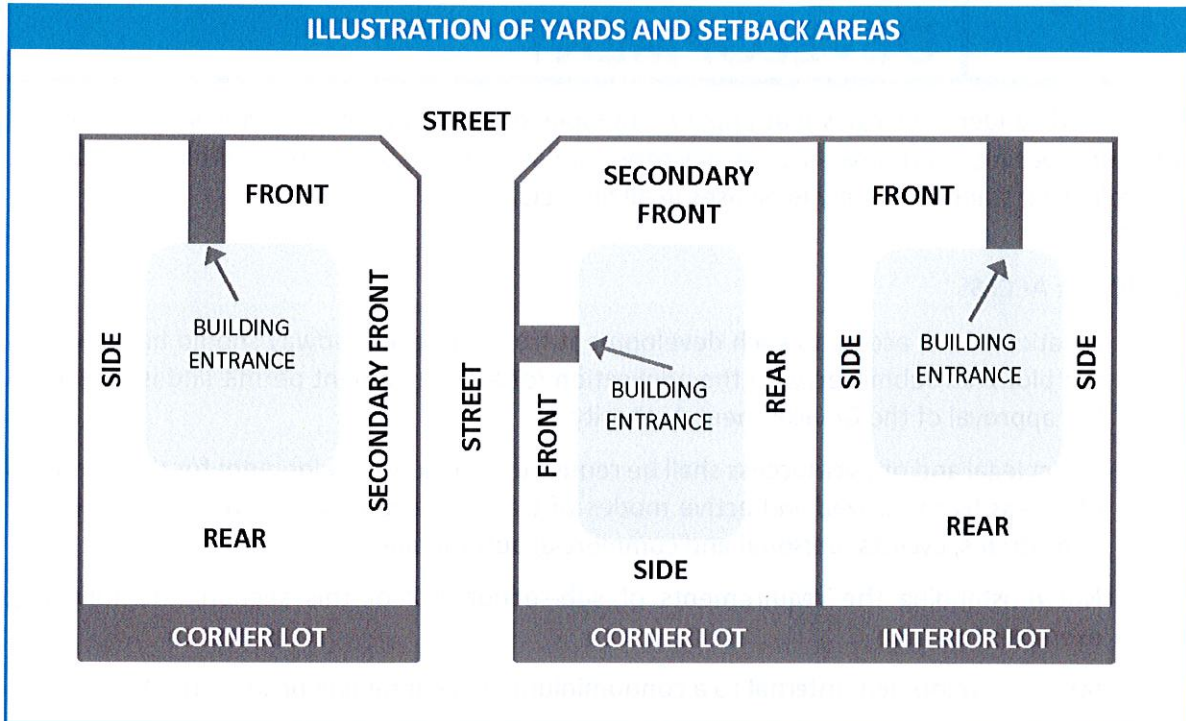 ILLUSTRATION OF YARDS AND SETBACK AREAS
STREET
FRONT
BUILDING
ENTRANCE
SIDE
SECONDARY FRONT
REAR
CORNER LOT
STREET
SECONDARY
FRONT
FRONT
BUILDING
ENTRANCE
REAR
SIDE
CORNER LOT
FRONT
BUILDING
ENTRANCE
SIDE
SIDE
REAR
INTERIOR LOT